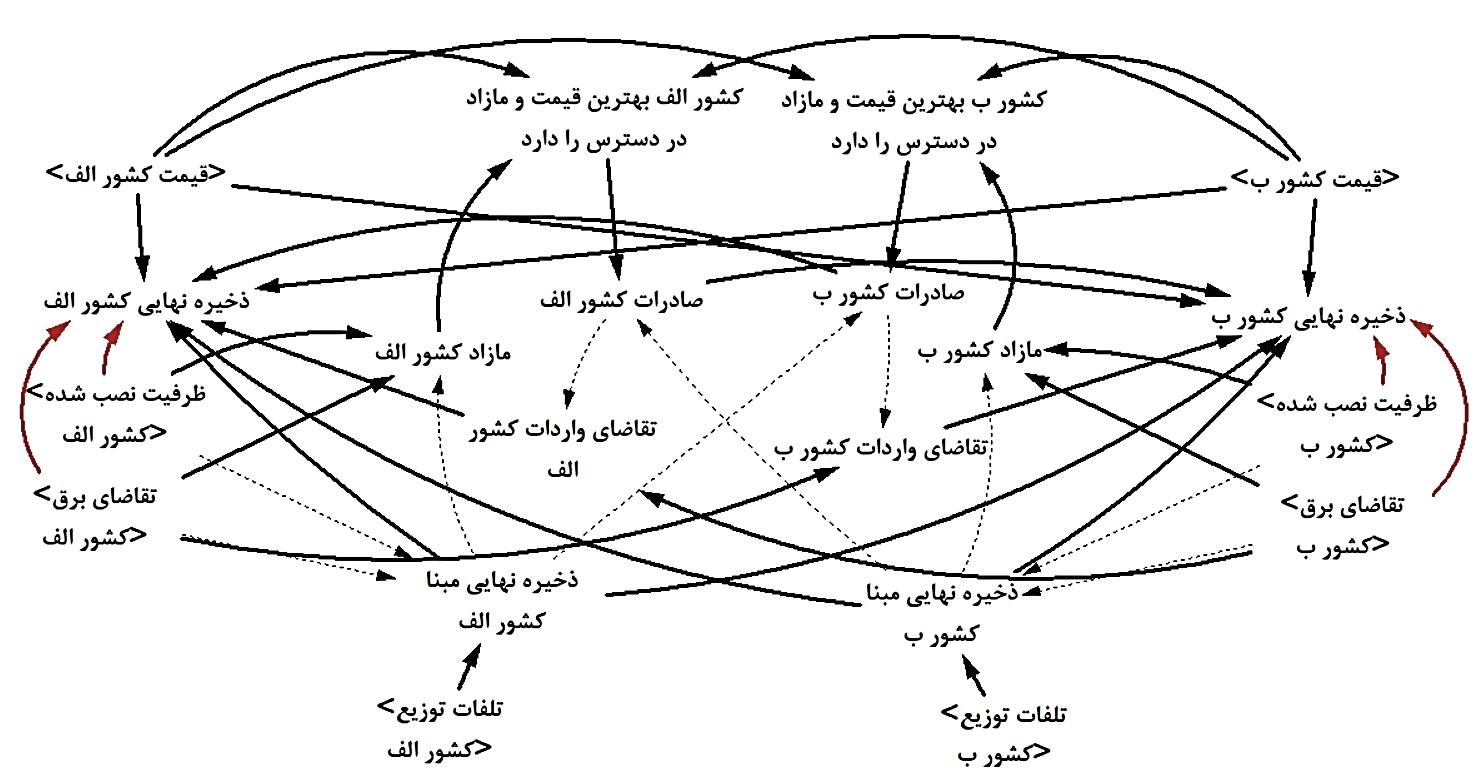 کشور ب بهترین قیمت و مازاد
در دسترس را دارد
کشور الف بهترین قیمت و مازاد
در دسترس را دارد
<قیمت کشور ب>
<قیمت کشور الف>
ذخیره نهایی کشور ب
صادرات کشور ب
صادرات کشور الف
ذخیره نهایی کشور الف
مازاد کشور ب
مازاد کشور الف
<ظرفیت نصب شده
کشور ب>
تقاضای واردات کشور ب
تقاضای واردات کشور
الف
<ظرفیت نصب شده
کشور الف>
<تقاضای برق
کشور ب>
<تقاضای برق
کشور الف>
ذخیره نهایی مبنا
کشور ب
ذخیره نهایی مبنا
کشور الف
<تلفات توزیع
کشور ب>
<تلفات توزیع
کشور الف>